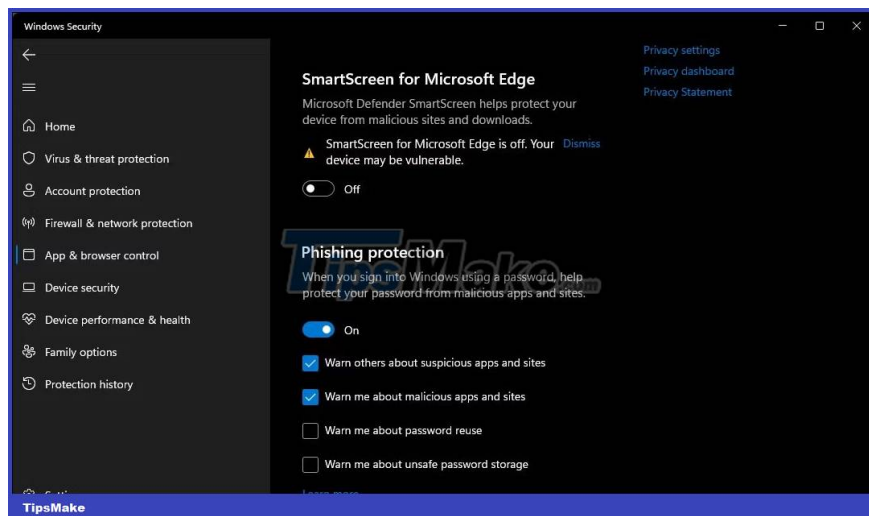 Windows Security
Home
Virus & threat protection
Account protection
Firewall & network protection
App & browser control
Device security
Device performance & health
Family options
Protection history
SmartScreen for Microsoft Edge
Microsoft Defender SmartScreen helps protect your
device from malicious sites and downloads.
SmartScreen for Microsoft Edge is off. Your Dismiss
device may be vulnerable.
Off
Phishing protection
When you sign into Windows using a password, help
protect your password from malicious apps and sites.
On
Warn others about suspicious apps and sites
Warn me about malicious apps and sites
Warn me about password reuse
Warn me about unsafe password storage
Privacy settings
Privacy dashboard
Privacy Statement
TipsMake.com
TipsMake